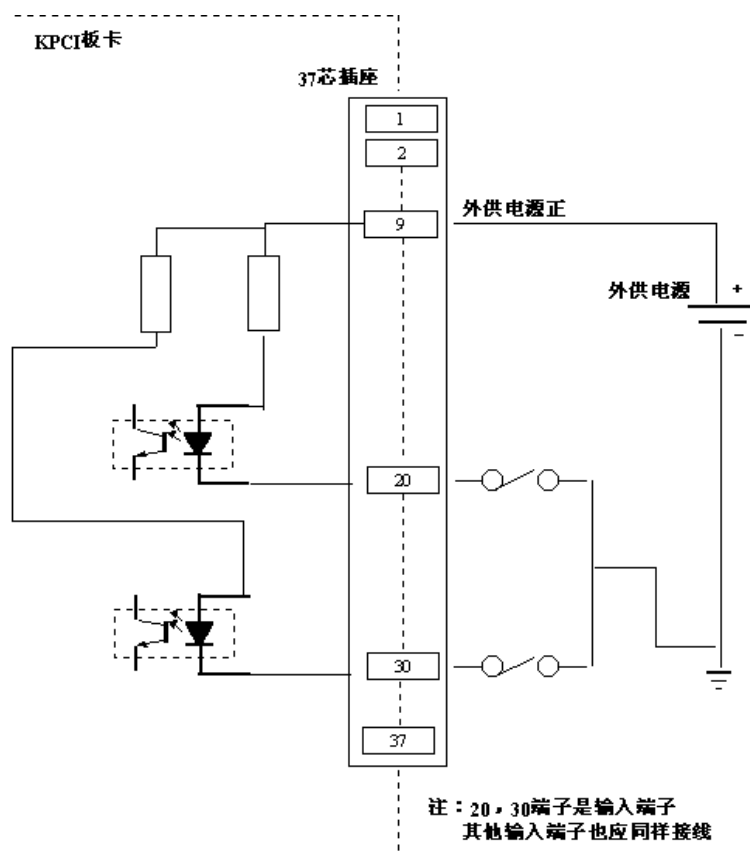 KPCI板卡
37芯插座
1
2
9
外供电源正
外供电源
+
-
20
30
37
注：20，30端子是输入端子
其他输入端子也应同样接线